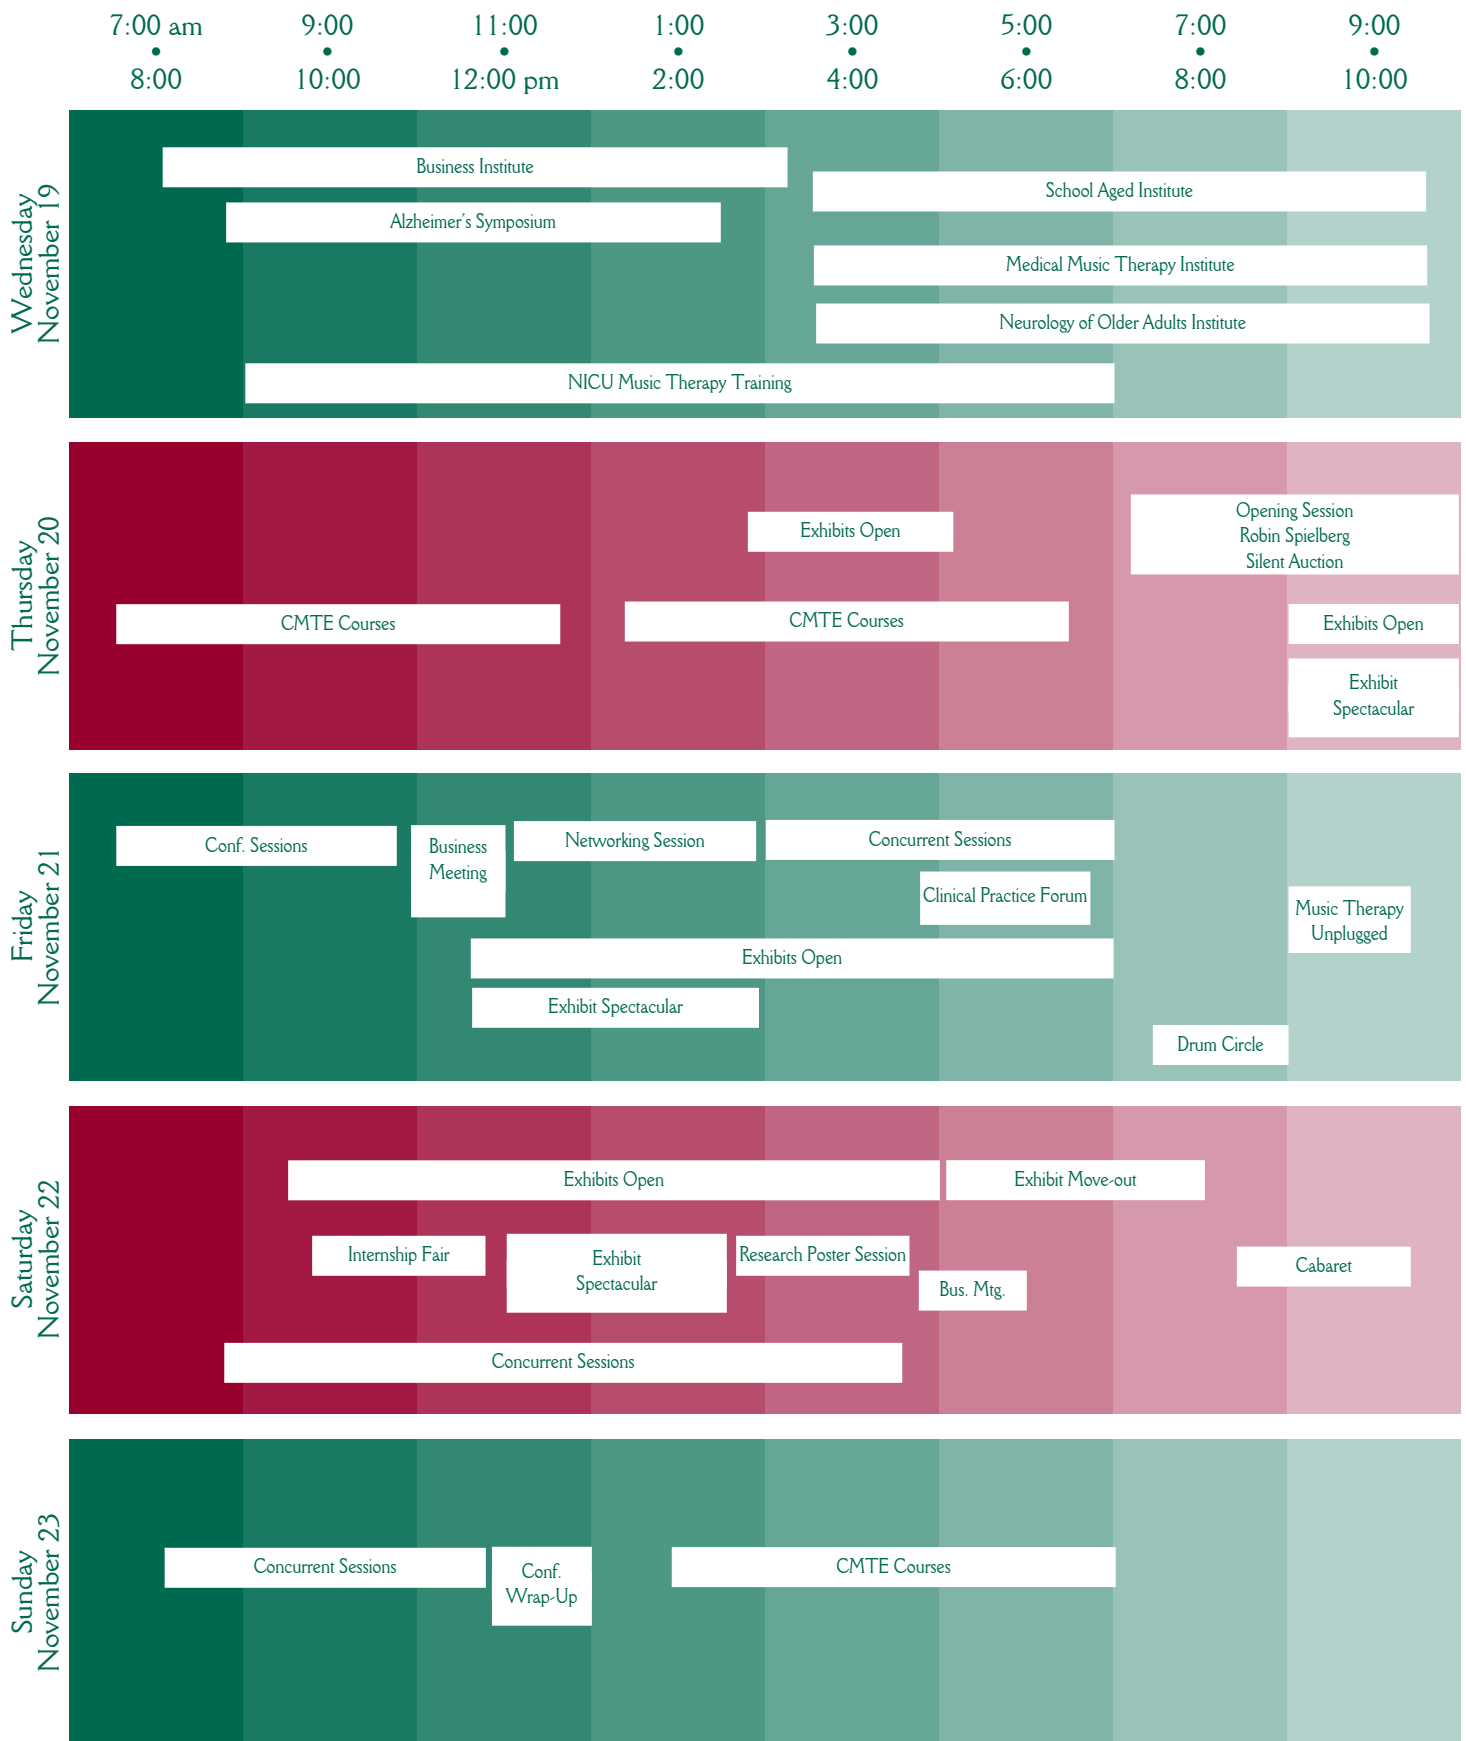 7:00 am 9:00 11:00 1:00 3:00 5:00 7:00 9:00
8:00 10:00 12:00 pm 2:00 4:00 6:00 8:00 10:00
Wednesday
November 19
Business Institute
School Aged Institute
Alzheimer's Symposium
Medical Music Therapy Institute
Neurology of Older Adults Institute
NICU Music Therapy Training
Thursday
November 20
Opening Session
Robin Spielberg
Silent Auction
Exhibits Open
CMTE Courses
CMTE Courses
Exhibits Open
Exhibit
Spectacular
Friday
November 21
Conf. Sessions
Business
Meeting
Networking Session
Concurrent Sessions
Clinical Practice Forum
Music Therapy
Unplugged
Exhibits Open
Exhibit Spectacular
Drum Circle
Saturday
November 22
Exhibits Open
Exhibit Move-out
Internship Fair
Exhibit
Spectacular
Research Poster Session
Bus. Mtg.
Cabaret
Concurrent Sessions
Sunday
November 23
Concurrent Sessions
Conf.
Wrap-Up
CMTE Courses